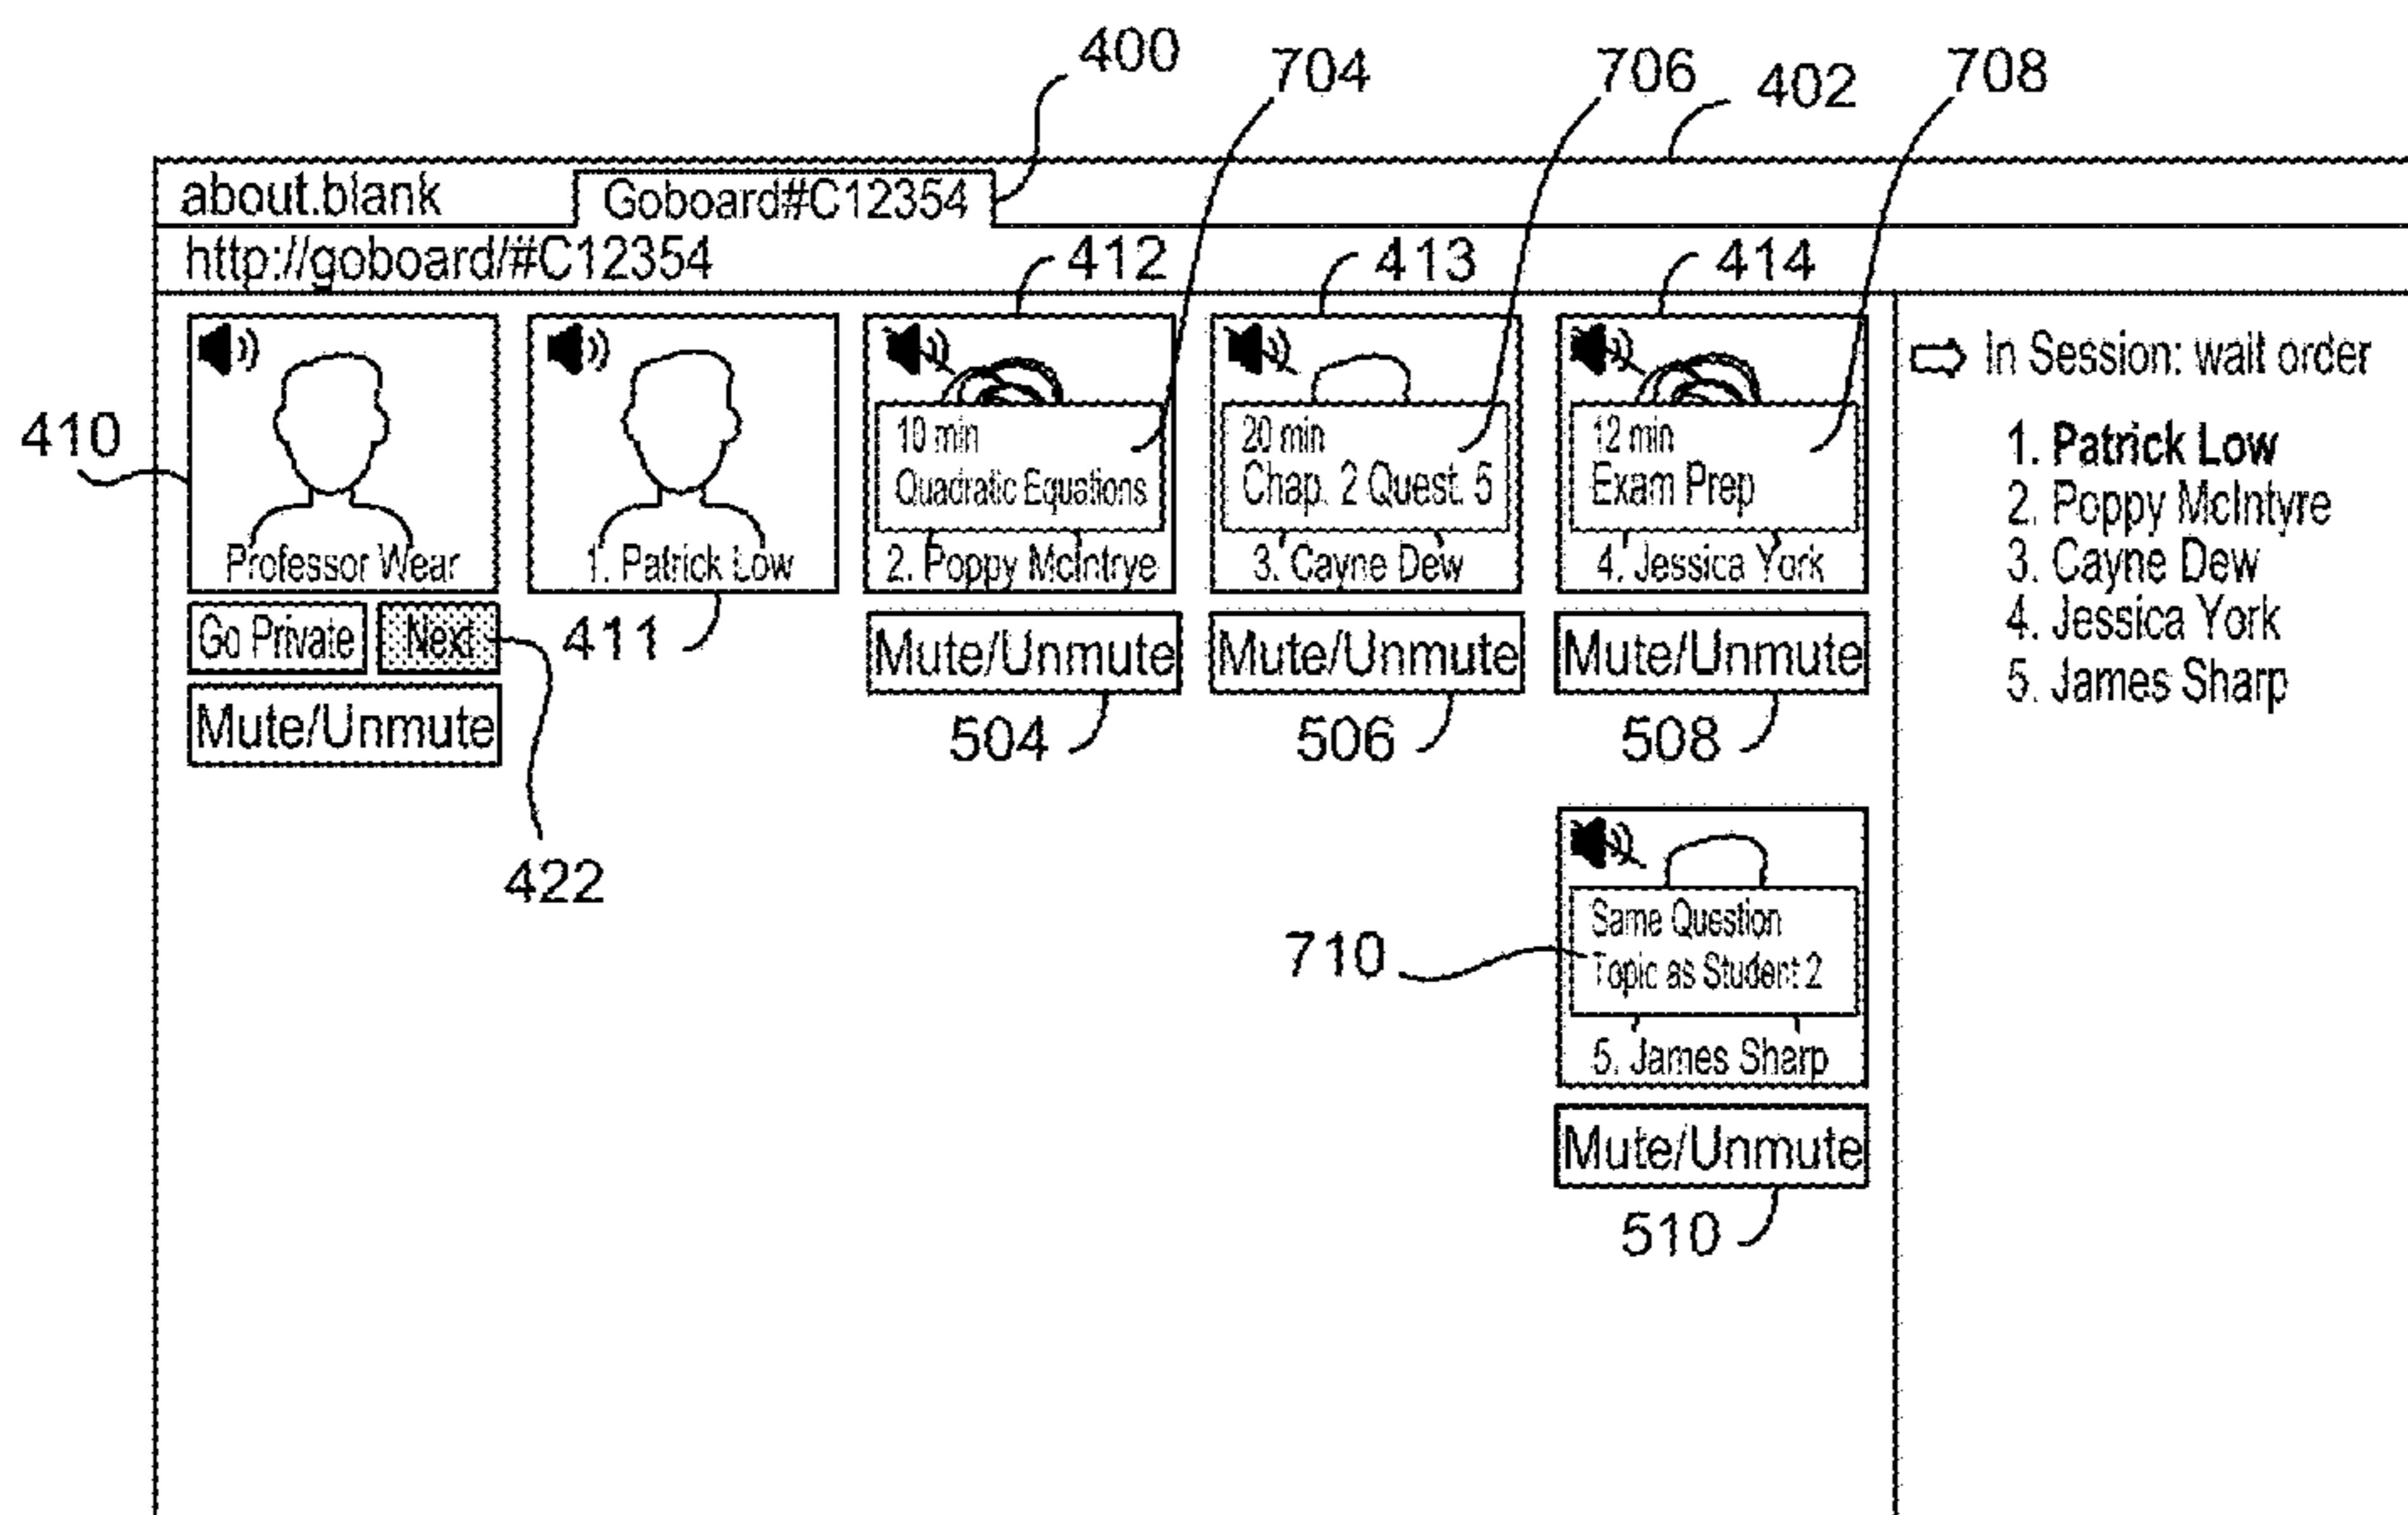 400
704
706
402
708
about.blank
Goboard#C12354
http://goboard/#C12354
412
413
414
410
Professor Wear
1. Patrick Low
10 min
Quadratic Equations
2. Poppy McIntrye
20 min
Chap. 2 Quest. 5
3. Cayne Dew
12 min
Exam Prep
4. Jessica York
In Session: wait order
1. Patrick Low
2. Poppy McIntyre
3. Cayne Dew
4. Jessica York
5. James Sharp
Go Private
Next
411
Mute/Unmute
Mute/Unmute
Mute/Unmute
Mute/Unmute
504
506
508
422
710
Same Question
Topic as Student 2
5. James Sharp
Mute/Unmute
510